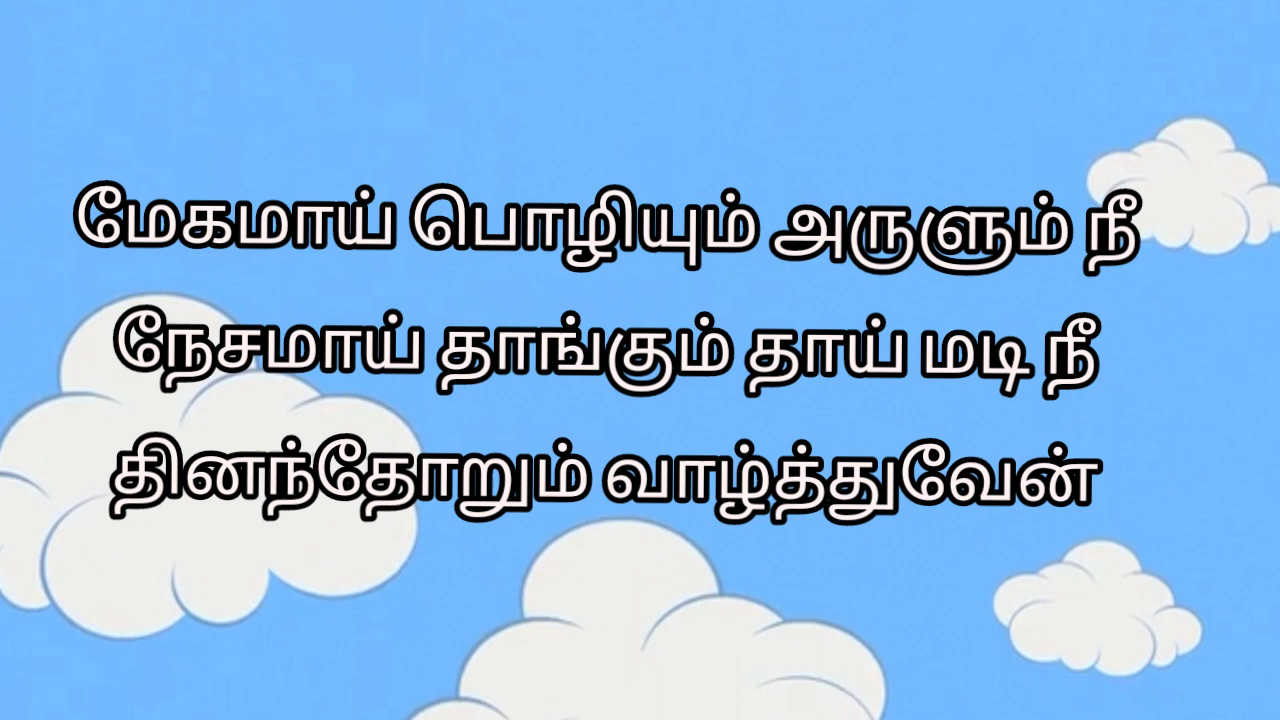 மேகமாய் பொழியும் அருளும் நீ
நேசமாய் தாங்கும் தாய் மடி நீ
தினந்தோறும் வாழ்த்துவேன்